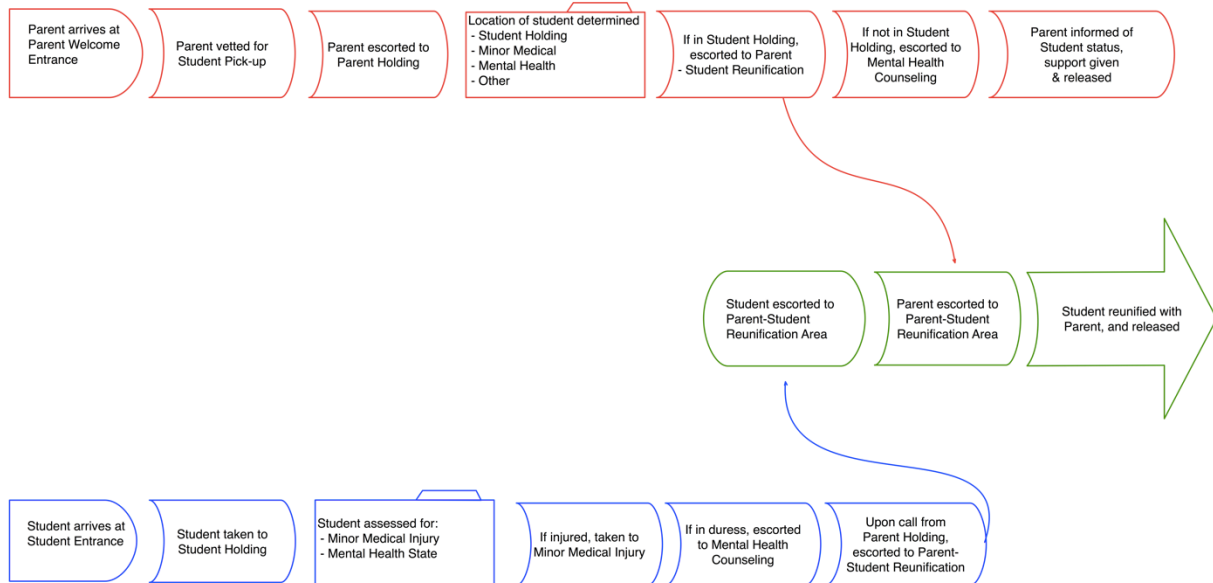 Parent arrives at
Parent Welcome
Entrance
Parent vetted for
Student Pick-up
Parent escorted to
Parent Holding
Location of student determined
- Student Holding
- Minor Medical
- Mental Health
- Other
If in Student Holding,
escorted to Parent
- Student Reunification
If not in Student
Holding, escorted to
Mental Health
Counseling
Parent informed of
Student status,
support given
& released
Student escorted to
Parent-Student
Reunification Area
Parent escorted to
Parent-Student
Reunification Area
Student reunified with
Parent, and released
Student arrives at
Student Entrance
Student taken to
Student Holding
Student assessed for:
- Minor Medical Injury
- Mental Health State
If injured, taken to
Minor Medical Injury
If in duress, escorted
to Mental Health
Counseling
Upon call from
Parent Holding,
escorted to Parent-
Student Reunification